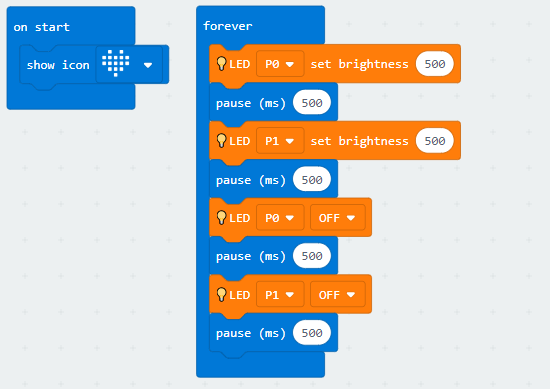 on start
show icon
forever
LED P0 set brightness 500
pause (ms) 500
LED P1 set brightness 500
pause (ms) 500
LED P0 OFF
pause (ms) 500
LED P1 OFF
pause (ms) 500